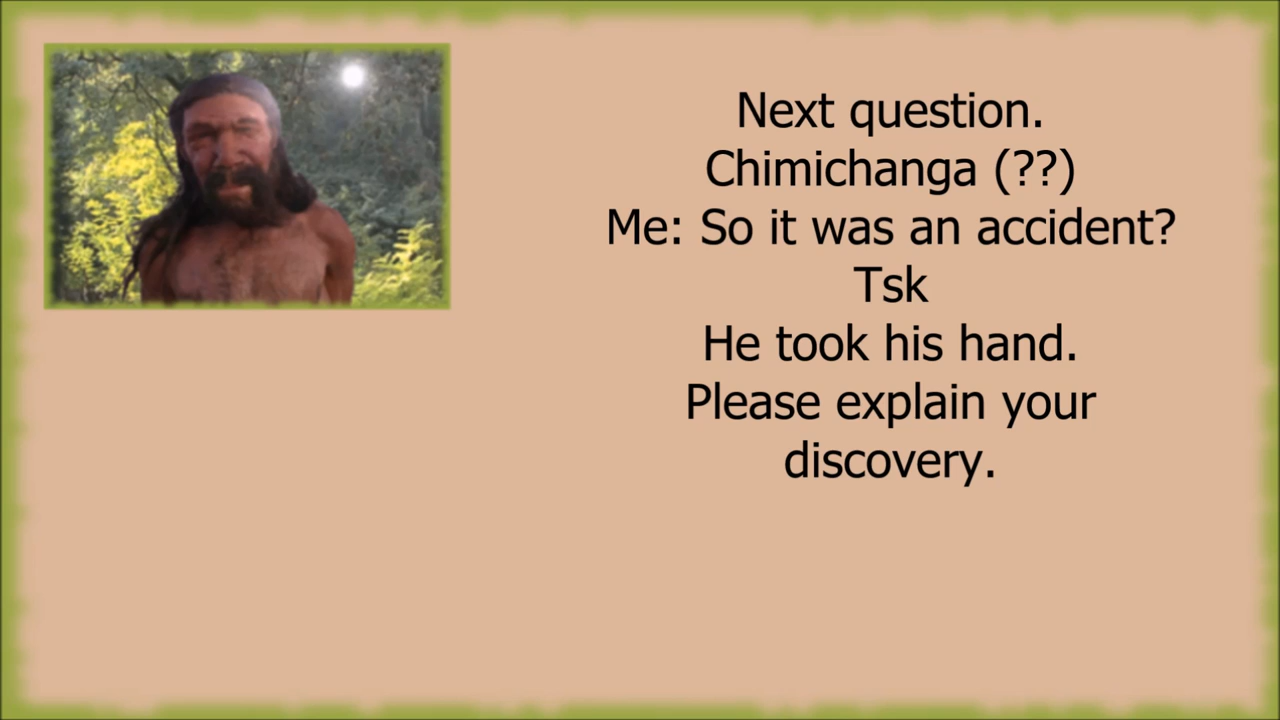 Next question.
Chimichanga (??)
Me: So it was an accident?
Tsk
He took his hand.
Please explain your
discovery.